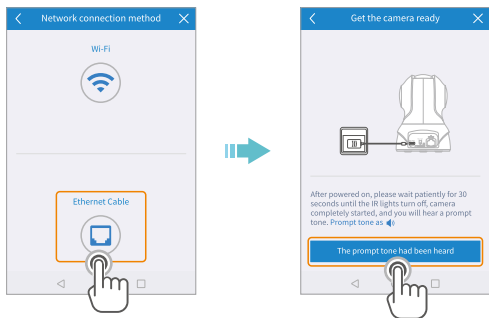 Network connection method
Wi-Fi
Ethernet Cable
Get the camera ready
After powered on, please wait patiently for 30
seconds until the IR lights turn off, camera
completely started, and you will hear a prompt
tone. Prompt tone as
The prompt tone had been heard